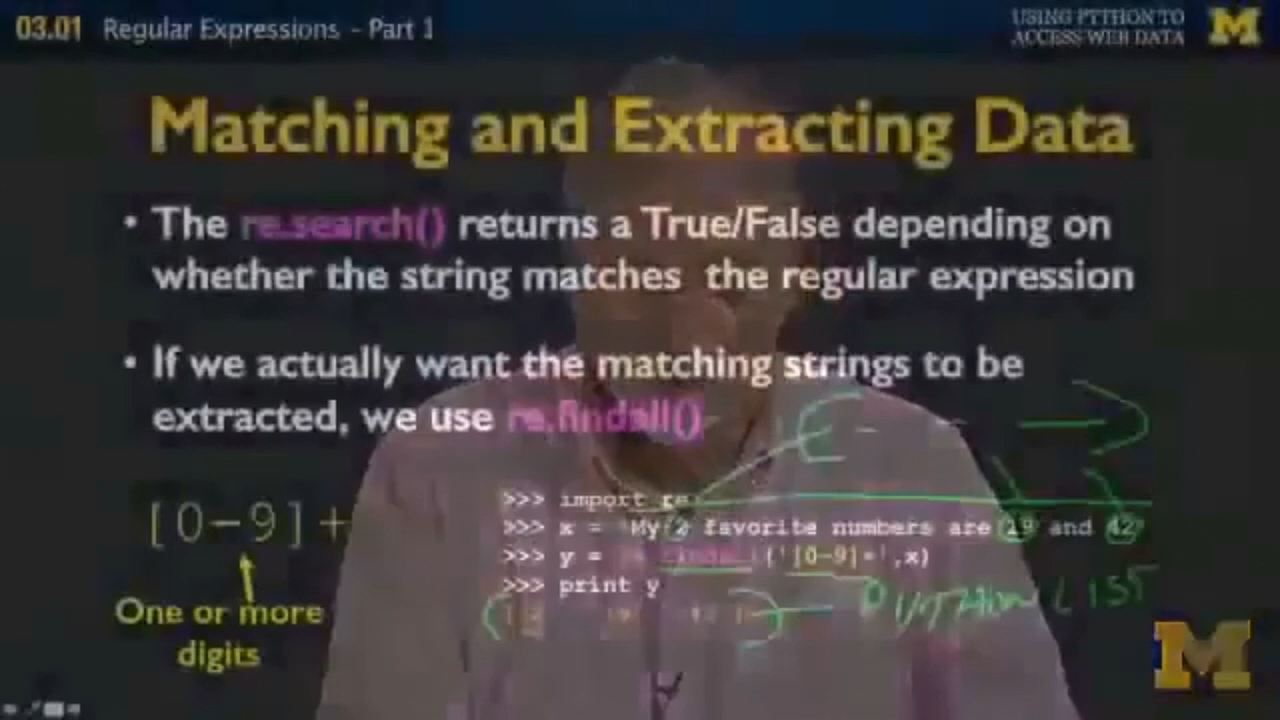 03.01 Regular Expressions - Part 1
USING PYTHON TO
ACCESS WEB DATA
M
Matching and Extracting Data
• The re.search() returns a True/False depending on
whether the string matches the regular expression
• If we actually want the matching strings to be
extracted, we use re.findall()
[0-9]+
One or more
digits
>>> import re
>>> x = 'My 2 favorite numbers are 19 and 42'
>>> y = re.findall('[0-9]+',x)
>>> print y
M